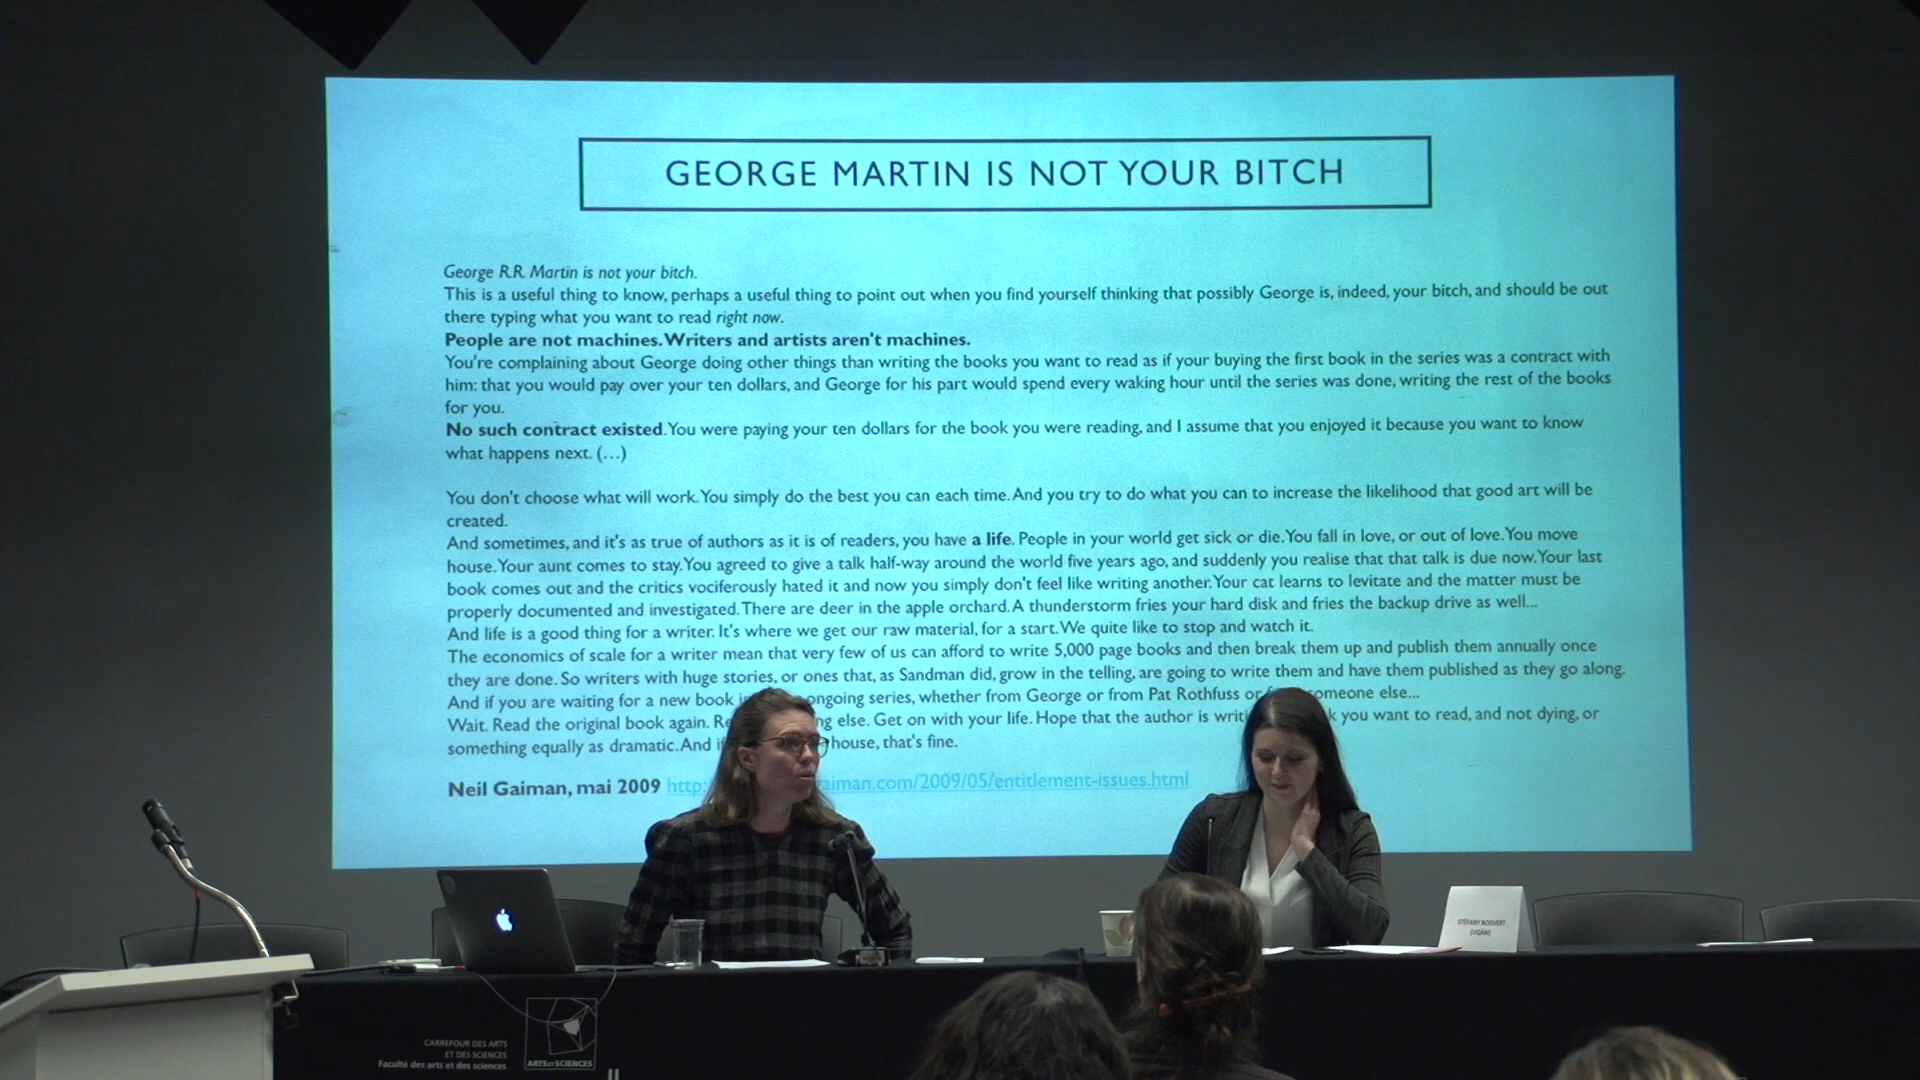 GEORGE MARTIN IS NOT YOUR BITCH
George R.R. Martin is not your bitch.
This is a useful thing to know, perhaps a useful thing to point out when you find yourself thinking that possibly George is, indeed, your bitch, and should be out
there typing what you want to read right now.
People are not machines. Writers and artists aren't machines.
You're complaining about George doing other things than writing the books you want to read as if your buying the first book in the series was a contract with
him: that you would pay over your ten dollars, and George for his part would spend every waking hour until the series was done, writing the rest of the books
for you.
No such contract existed. You were paying your ten dollars for the book you were reading, and I assume that you enjoyed it because you want to know
what happens next. (...)
You don't choose what will work. You simply do the best you can each time. And you try to do what you can to increase the likelihood that good art will be
created.
And sometimes, and it's as true of authors as it is of readers, you have a life. People in your world get sick or die. You fall in love, or out of love. You move
house. Your aunt comes to stay. You agreed to give a talk half-way around the world five years ago, and suddenly you realise that that talk is due now. Your last
book comes out and the critics vociferously hated it and now you simply don't feel like writing another. Your cat learns to levitate and the matter must be
properly documented and investigated. There are deer in the apple orchard. A thunderstorm fries your hard disk and fries the backup drive as well...
And life is a good thing for a writer. It's where we get our raw material, for a start. We quite like to stop and watch it.
The economics of scale for a writer mean that very few of us can afford to write 5,000 page books and then break them up and publish them annually once
they are done. So writers with huge stories, or ones that, as Sandman did, grow in the telling, are going to write them and have them published as they go along.
And if you are waiting for a new book ongoing series, whether from George or from Pat Rothfuss or someone else...
Wait. Read the original book again. else. Get on with your life. Hope that the author is you want to read, and not dying, or
something equally as dramatic. And house, that's fine.
Neil Gaiman, mai 2009 http: aiman.com/2009/05/entitlement-issues.html
STÉFANY BOISVERT
(UQÀM)
CARREFOUR DES ARTS
ET DES SCIENCES
Faculté des arts et des sciences
ARTS ET SCIENCES